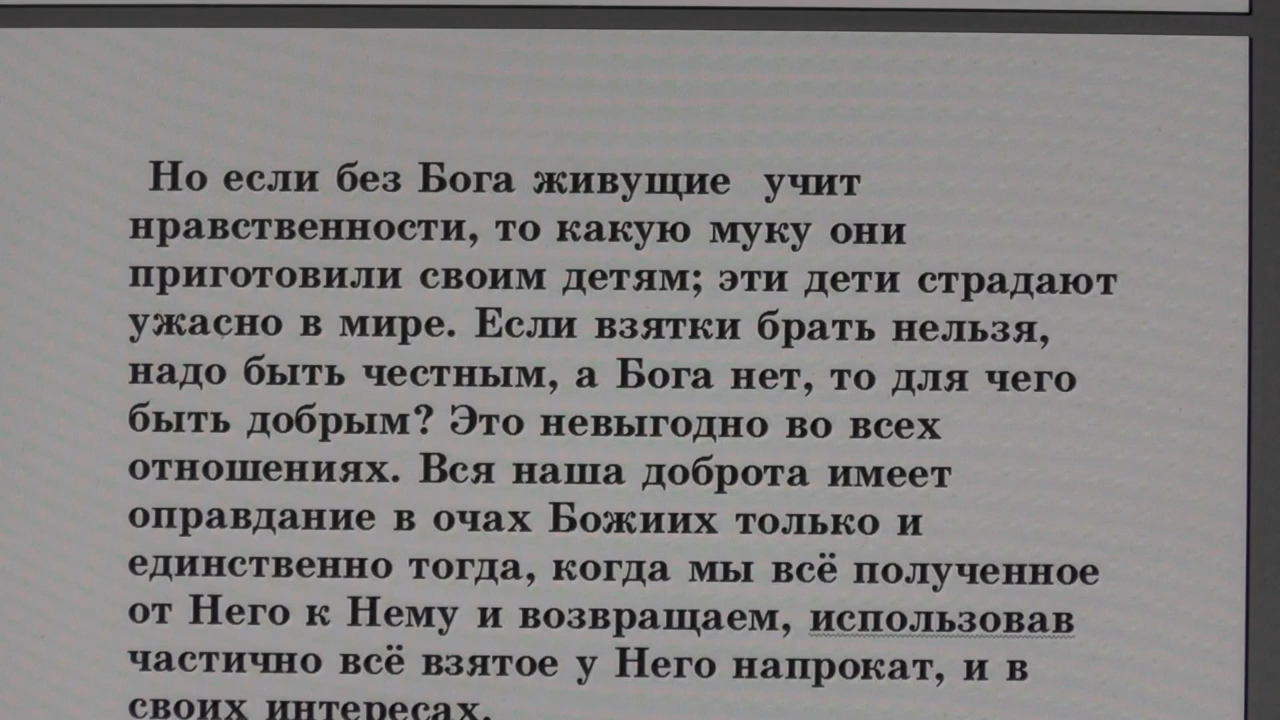 Но если без Бога живущие учит
нравственности, то какую муку они
приготовили своим детям; эти дети страдают
ужасно в мире. Если взятки брать нельзя,
надо быть честным, а Бога нет, то для чего
быть добрым? Это невыгодно во всех
отношениях. Вся наша доброта имеет
оправдание в очах Божиих только и
единственно тогда, когда мы всё полученное
от Него к Нему и возвращаем, использовав
частично всё взятое у Него напрокат, и в
своих интересах.